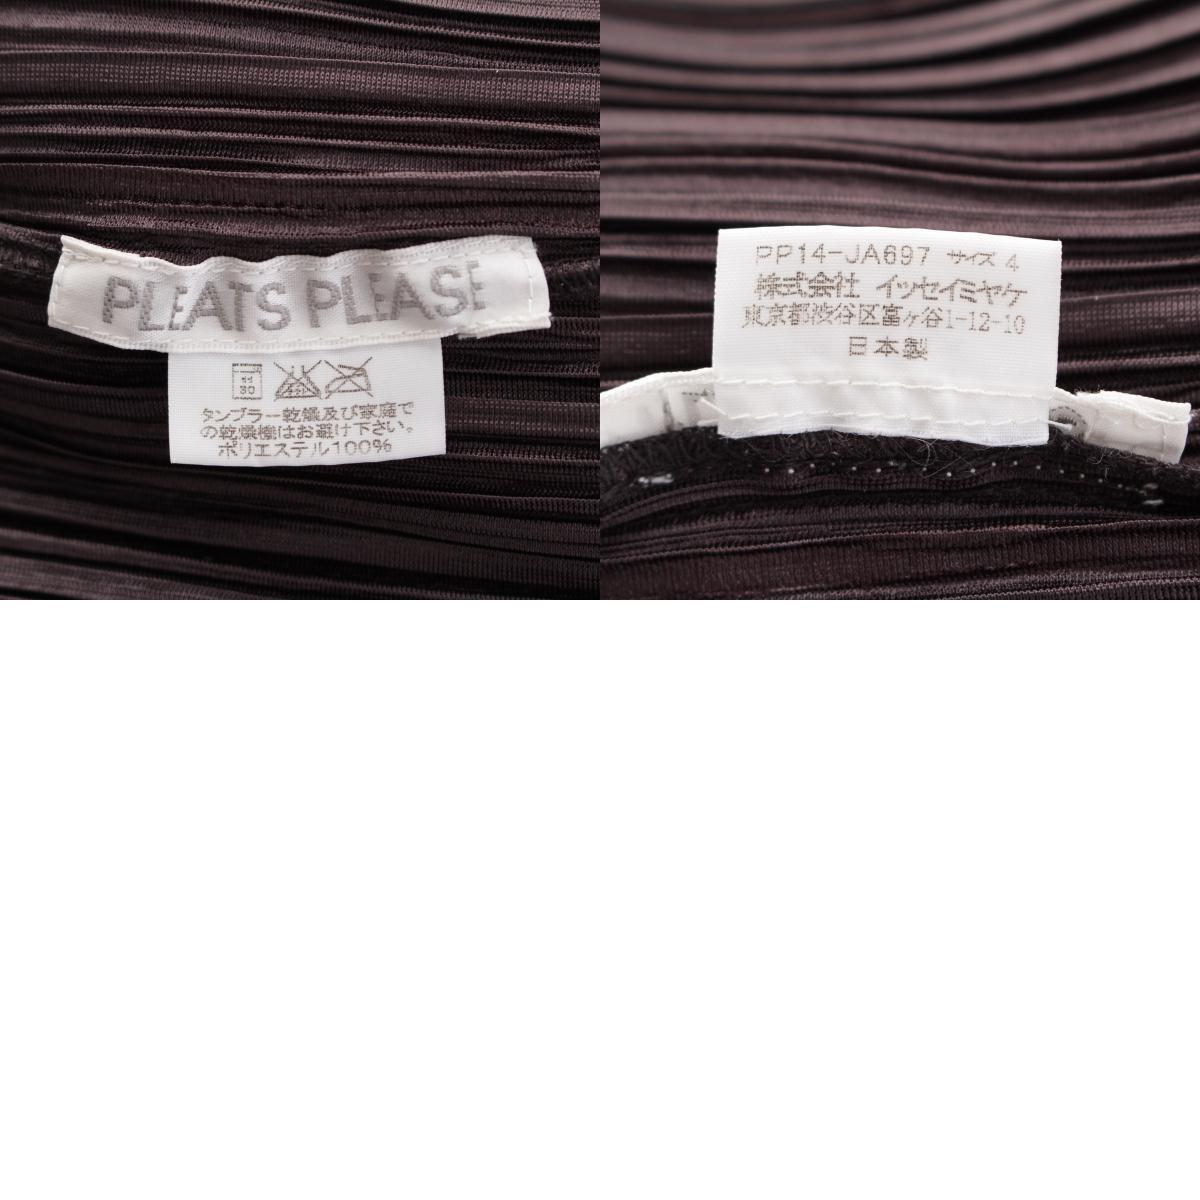 PLEATS PLEASE
30
タンブラー乾燥及び家庭で
の乾燥機はお避け下さい。
ポリエステル100%
PP14-JA697 サイズ 4
株式会社 イッセイミヤケ
東京都渋谷区富ヶ谷1-12-10
日本製